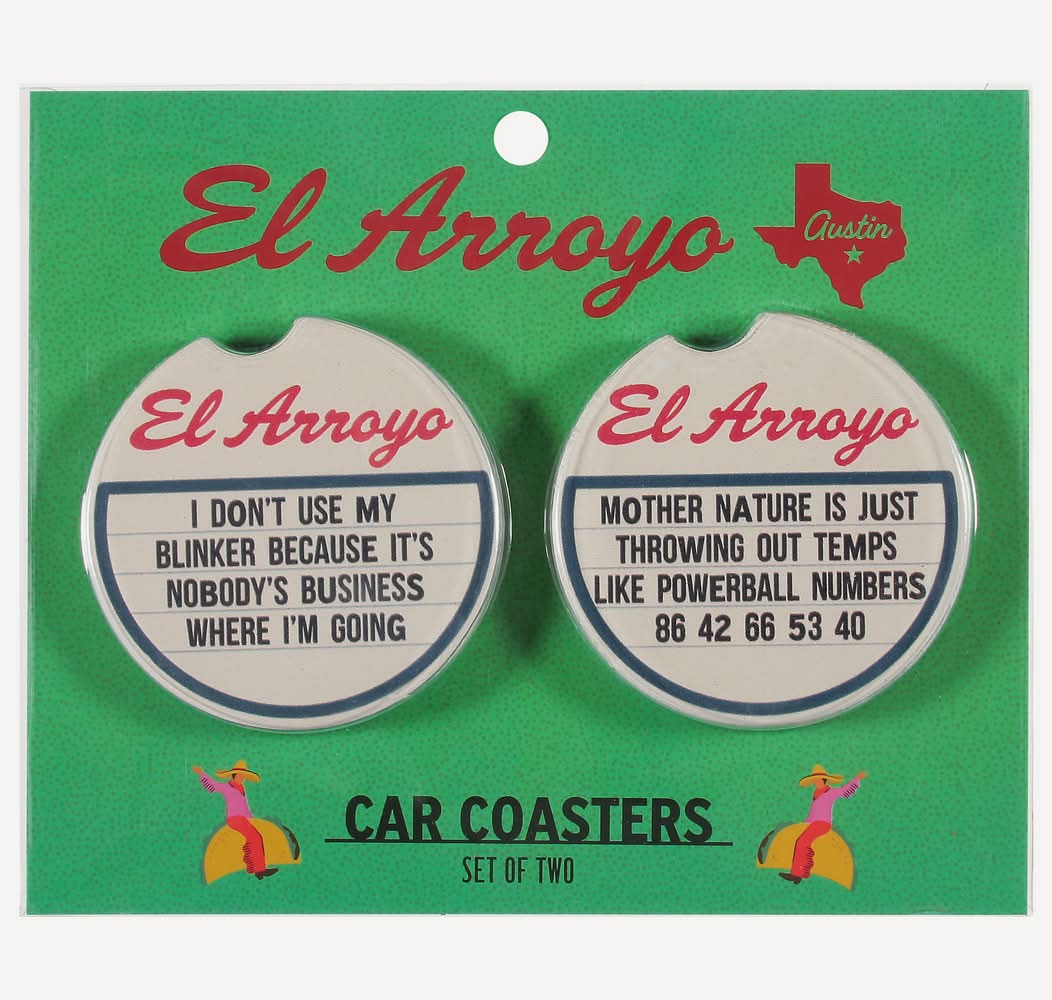 El Arroyo
Austin
El Arroyo
I DON'T USE MY
BLINKER BECAUSE IT'S
NOBODY'S BUSINESS
WHERE I'M GOING
El Arroyo
MOTHER NATURE IS JUST
THROWING OUT TEMPS
LIKE POWERBALL NUMBERS
86 42 66 53 40
CAR COASTERS
SET OF TWO